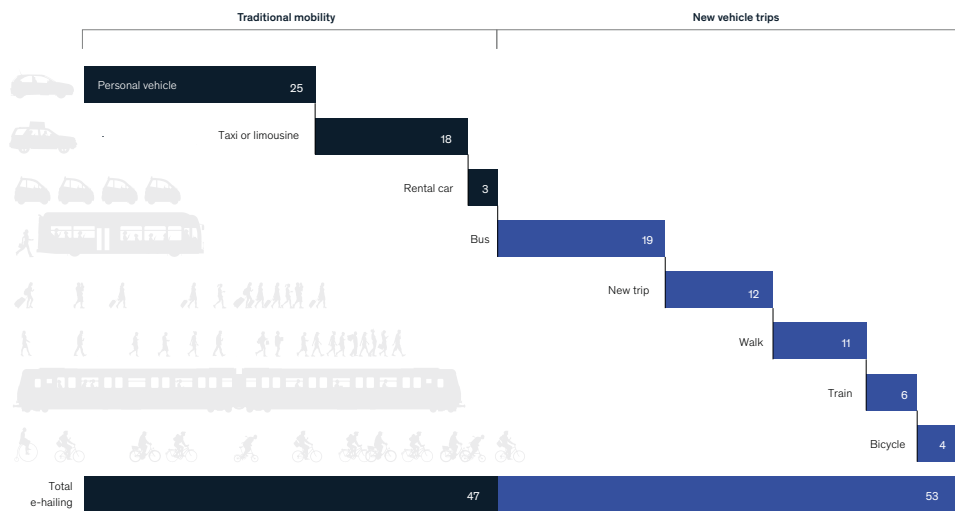 Traditional mobility
New vehicle trips
Personal vehicle 25
Taxi or limousine 18
Rental car 3
Bus 19
New trip 12
Walk 11
Train 6
Bicycle 4
Total
e-hailing
47
53